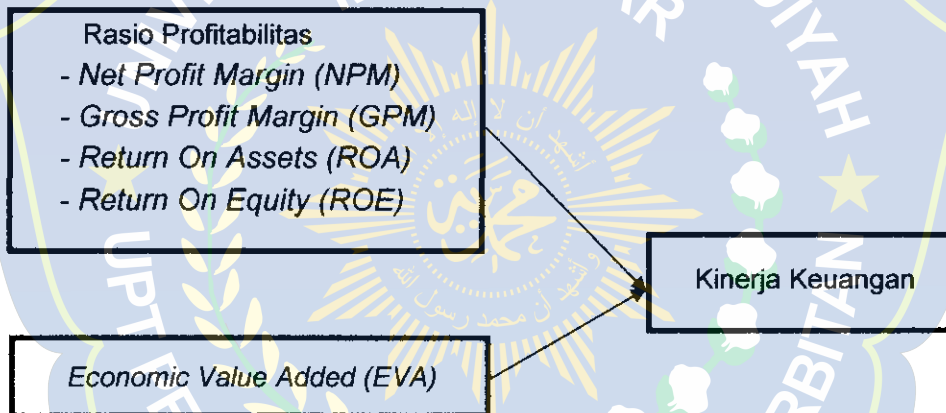 Rasio Profitabilitas
- Net Profit Margin (NPM)
- Gross Profit Margin (GPM)
- Return On Assets (ROA)
- Return On Equity (ROE)
Kinerja Keuangan
Economic Value Added (EVA)